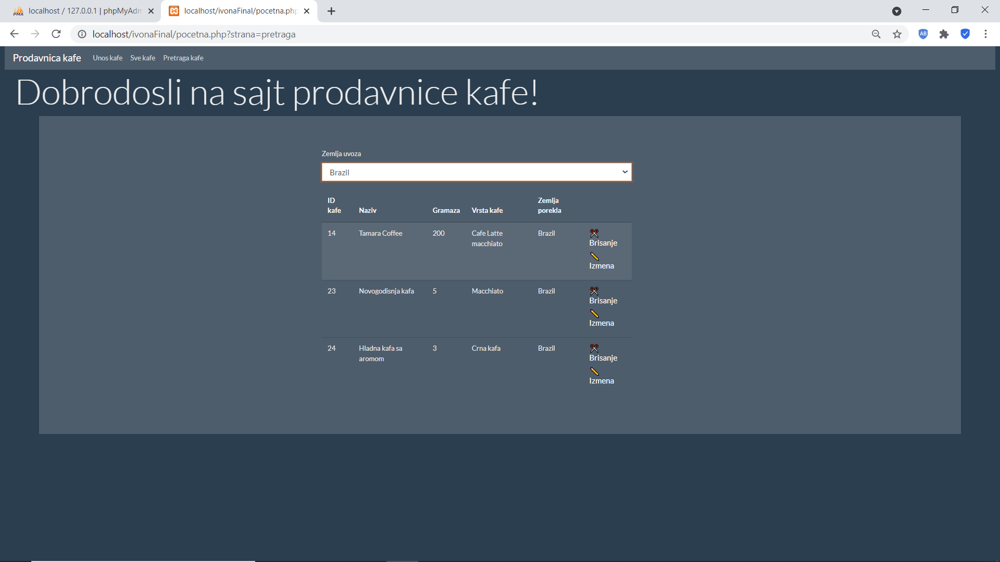 localhost / 127.0.0.1 | phpMyAdm
localhost/ivonaFinal/pocetna.php
localhost/ivonaFinal/pocetna.php?strana=pretraga
Prodavnica kafe Unos kafe Sve kafe Pretraga kafe
Dobrodosli na sajt prodavnice kafe!
Zemlja uvoza
Brazil
ID kafe Naziv Gramaza Vrsta kafe Zemlja porekla
14 Tamara Coffee 200 Cafe Latte macchiato Brazil
Brisanje
Izmena
23 Novogodisnja kafa 5 Macchiato Brazil
Brisanje
Izmena
24 Hladna kafa sa aromom 3 Crna kafa Brazil
Brisanje
Izmena